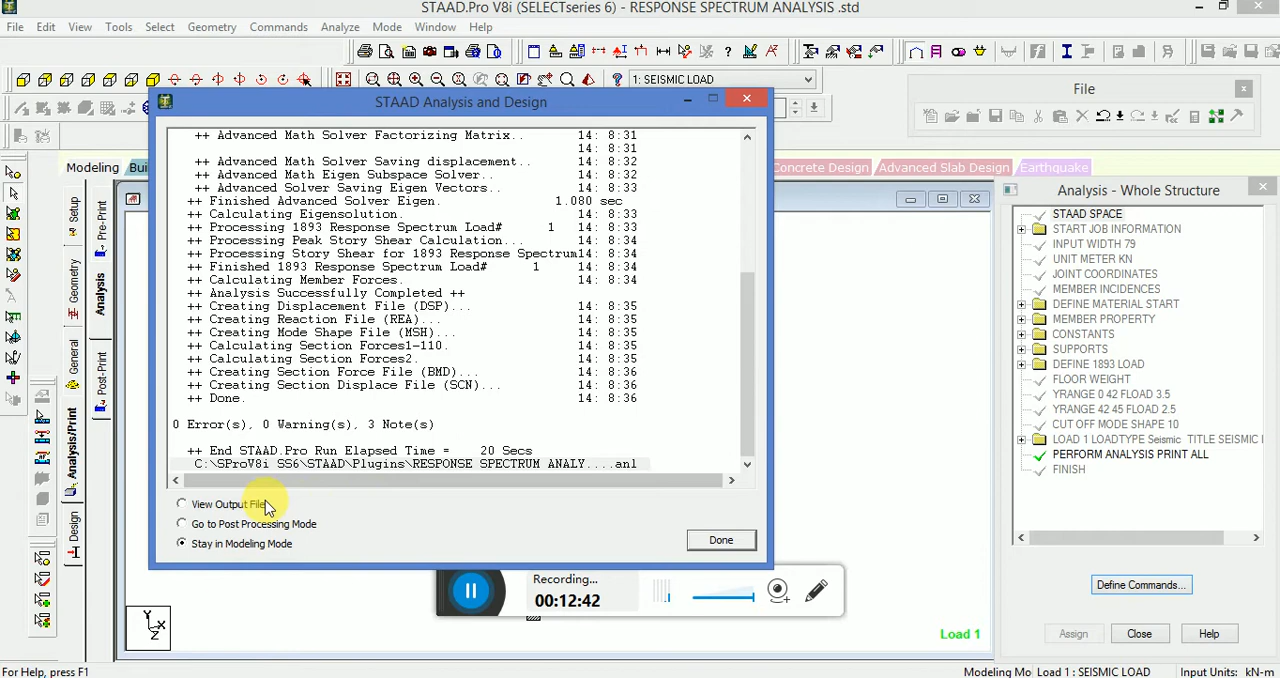 STAAD.Pro V8i (SELECTseries 6) - RESPONSE SPECTRUM ANALYSIS .std
File Edit View Tools Select Geometry Commands Analyze Mode Window Help
1: SEISMIC LOAD
File
STAAD Analysis and Design
++ Advanced Math Solver Factorizing Matrix.. 14: 8:31
14: 8:31
++ Advanced Math Solver Saving displacement.. 14: 8:32
++ Advanced Math Eigen Subspace Solver.. 14: 8:32
++ Advanced Solver Saving Eigen Vectors.. 14: 8:33
++ Finished Advanced Solver Eigen. 1.080 sec
++ Calculating Eigensolution. 14: 8:33
++ Processing 1893 Response Spectrum Load# 1 14: 8:33
++ Processing Peak Story Shear Calculation... 14: 8:34
++ Processing Story Shear for 1893 Response Spectrum14: 8:34
++ Finished 1893 Response Spectrum Load# 1 14: 8:34
++ Calculating Member Forces. 14: 8:34
++ Analysis Successfully Completed ++
++ Creating Displacement File (DSP)... 14: 8:35
++ Creating Reaction File (REA)... 14: 8:35
++ Creating Mode Shape File (MSH)... 14: 8:35
++ Calculating Section Forces1-110. 14: 8:35
++ Calculating Section Forces2. 14: 8:35
++ Creating Section Force File (BMD)... 14: 8:36
++ Creating Section Displace File (SCN)... 14: 8:36
++ Done. 14: 8:36
0 Error(s), 0 Warning(s), 3 Note(s)
++ End STAAD.Pro Run Elapsed Time = 20 Secs
C:\SProV8i SS6\STAAD\Plugins\RESPONSE SPECTRUM ANALY....anl
View Output File
Go to Post Processing Mode
Stay in Modeling Mode
Done
Modeling
Concrete Design
Advanced Slab Design
Earthquake
Setup
Geometry
General
Analysis/Print
Design
Pre-Print
Analysis
Post-Print
Analysis - Whole Structure
STAAD SPACE
START JOB INFORMATION
INPUT WIDTH 79
UNIT METER KN
JOINT COORDINATES
MEMBER INCIDENCES
DEFINE MATERIAL START
MEMBER PROPERTY
CONSTANTS
SUPPORTS
DEFINE 1893 LOAD
FLOOR WEIGHT
YRANGE 0 42 FLOAD 3.5
YRANGE 42 45 FLOAD 2.5
CUT OFF MODE SHAPE 10
LOAD 1 LOADTYPE Seismic TITLE SEISMIC
PERFORM ANALYSIS PRINT ALL
FINISH
Define Commands...
Assign
Close
Help
Recording...
00:12:42
Y
X
Z
Load 1
For Help, press F1
Modeling Mo
Load 1 : SEISMIC LOAD
Input Units: kN-m